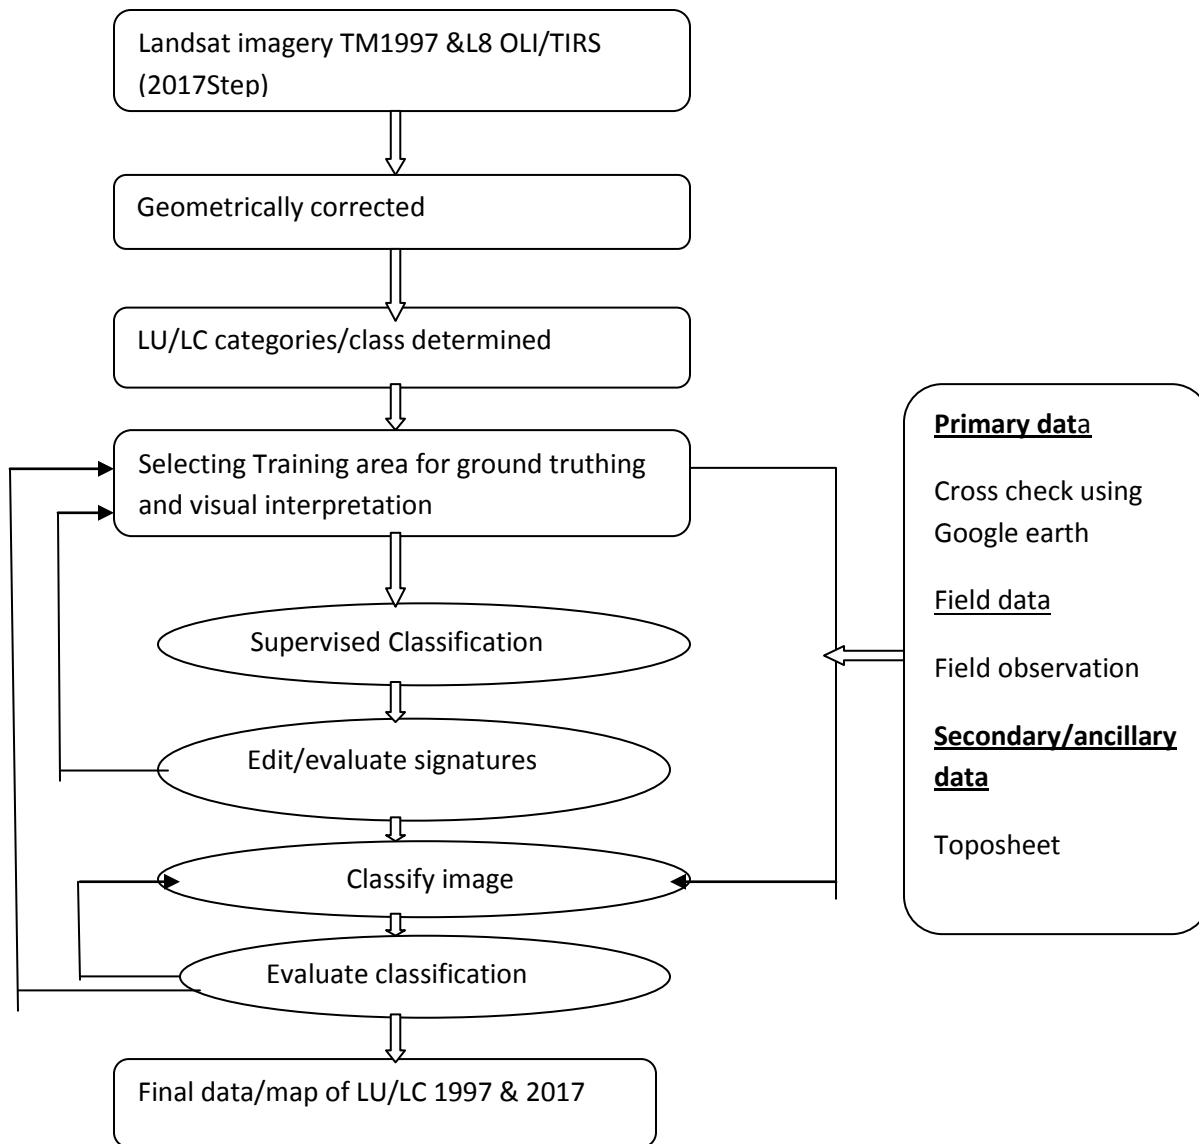 Landsat imagery TM1997 &L8 OLI/TIRS
(2017Step)
Geometrically corrected
LU/LC categories/class determined
Selecting Training area for ground truthing
and visual interpretation
Supervised Classification
Edit/evaluate signatures
Classify image
Evaluate classification
Final data/map of LU/LC 1997 & 2017
Primary data
Cross check using
Google earth
Field data
Field observation
Secondary/ancillary
data
Toposheet